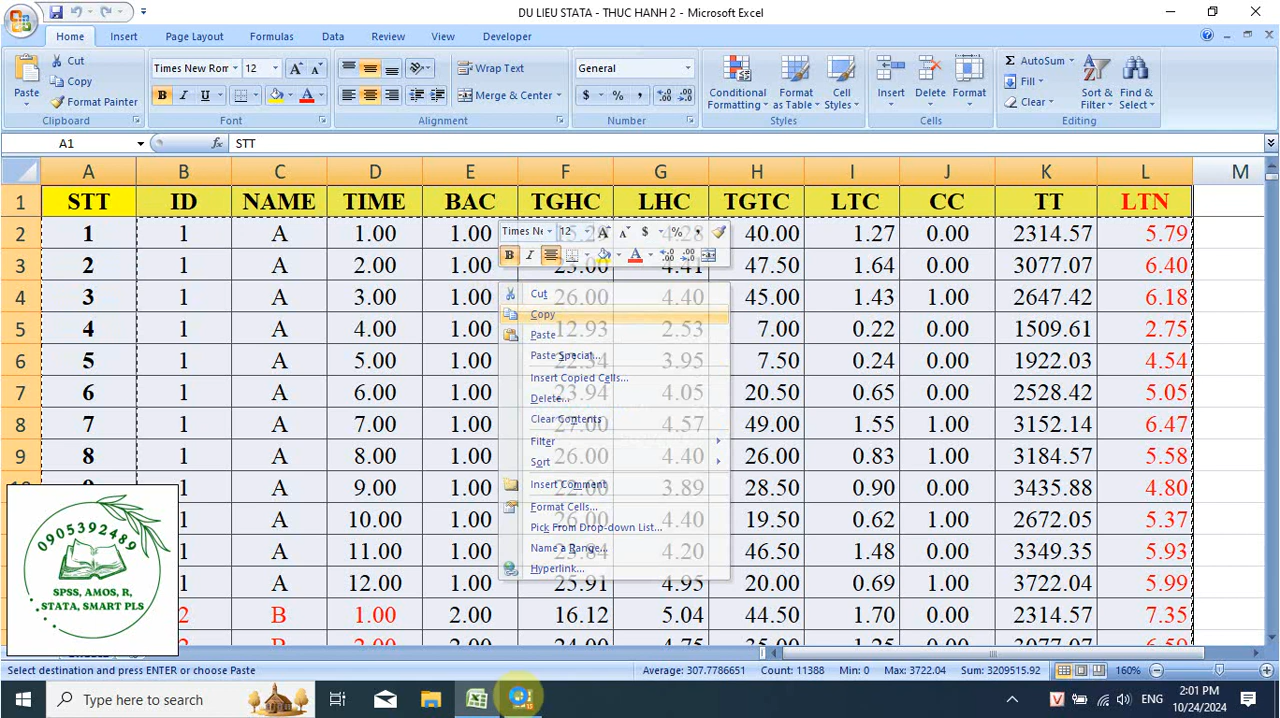 DU LIEU STATA - THUC HANH 2 - Microsoft Excel
Home Insert Page Layout Formulas Data Review View Developer
Paste Cut Copy Format Painter Clipboard
Times New Rom 12 Font
Wrap Text Merge & Center Alignment
General Number
Conditional Formatting Format as Table Cell Styles Styles
Insert Delete Format Cells
AutoSum Fill Clear Sort & Filter Find & Select Editing
A1 fx STT
A B C D E F G H I J K L M
1 STT ID NAME TIME BAC TGHC LHC TGTC LTC CC TT LTN
2 1 1 A 1.00 1.00 4.28 40.00 1.27 0.00 2314.57 5.79
3 2 1 A 2.00 1.00 23.00 4.41 47.50 1.64 0.00 3077.07 6.40
4 3 1 A 3.00 1.00 26.00 4.40 45.00 1.43 1.00 2647.42 6.18
5 4 1 A 4.00 1.00 12.93 2.53 7.00 0.22 0.00 1509.61 2.75
6 5 1 A 5.00 1.00 22.34 3.95 7.50 0.24 0.00 1922.03 4.54
7 6 1 A 6.00 1.00 23.94 4.05 20.50 0.65 0.00 2528.42 5.05
8 7 1 A 7.00 1.00 27.00 4.57 49.00 1.55 1.00 3152.14 6.47
9 8 1 A 8.00 1.00 26.00 4.40 26.00 0.83 1.00 3184.57 5.58
1 A 9.00 1.00 22.00 3.89 28.50 0.90 1.00 3435.88 4.80
1 A 10.00 1.00 26.00 4.40 19.50 0.62 1.00 2672.05 5.37
1 A 11.00 1.00 23.84 4.20 46.50 1.48 1.00 3349.35 5.93
1 A 12.00 1.00 25.91 4.95 20.00 0.69 1.00 3722.04 5.99
2 B 1.00 2.00 16.12 5.04 44.50 1.70 0.00 2314.57 7.35
Times Ne 12 A A $ % ,
B I A
Cut
Copy
Paste
Paste Special...
Insert Copied Cells...
Delete...
Clear Contents
Filter
Sort
Insert Comment
Format Cells...
Pick From Drop-down List...
Name a Range...
Hyperlink...
0905392489
SPSS, AMOS, R,
STATA, SMART PLS
Select destination and press ENTER or choose Paste Average: 307.7786651 Count: 11388 Min: 0 Max: 3722.04 Sum: 3209515.92 160%
Type here to search ENG 2:01 PM
10/24/2024